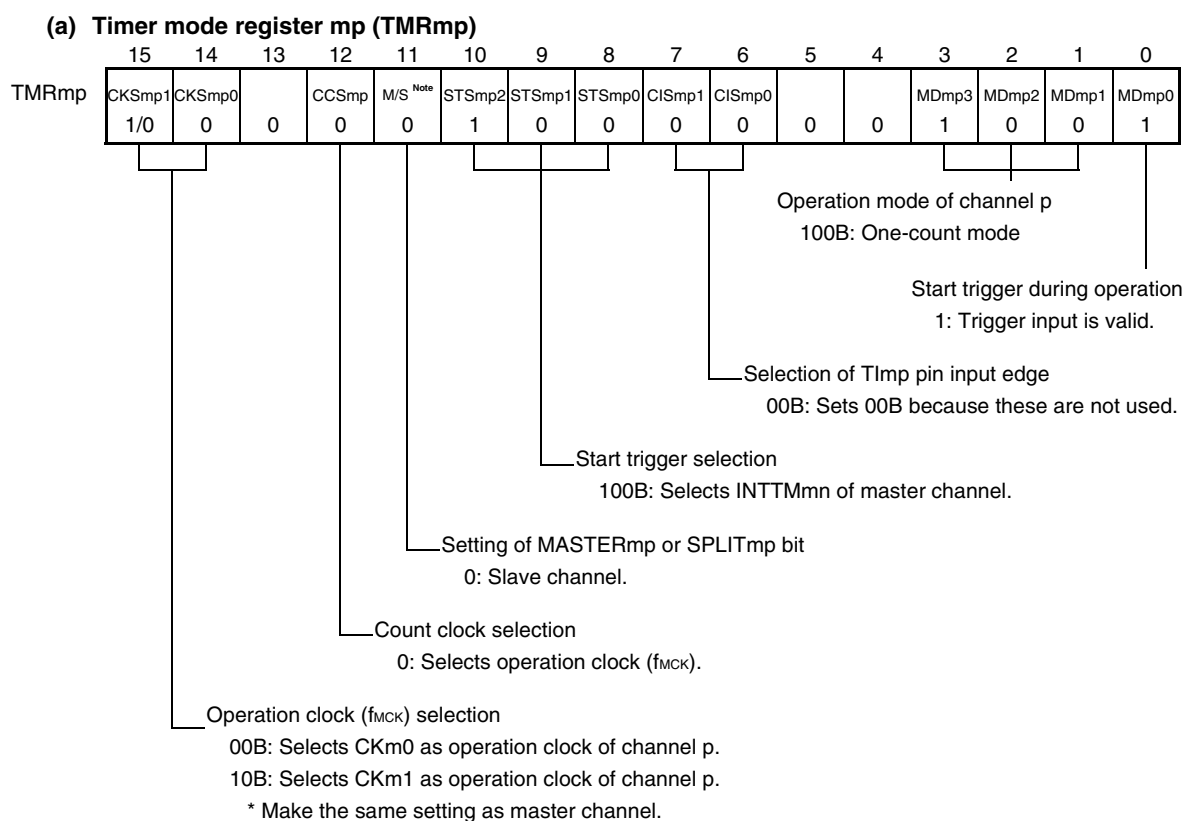 (a) Timer mode register mp (TMRmp)
15 14 13 12 11 10 9 8 7 6 5 4 3 2 1 0
TMRmp CKSmp1 CKSmp0 CCSmp M/S Note STSmp2 STSmp1 STSmp0 CISmp1 CISmp0 MDmp3 MDmp2 MDmp1 MDmp0
1/0 0 0 0 0 1 0 0 0 0 0 0 1 0 0 1
Operation mode of channel p
100B: One-count mode
Start trigger during operation
1: Trigger input is valid.
Selection of TImp pin input edge
00B: Sets 00B because these are not used.
Start trigger selection
100B: Selects INTTMmn of master channel.
Setting of MASTERmp or SPLITmp bit
0: Slave channel.
Count clock selection
0: Selects operation clock (fMCK).
Operation clock (fMCK) selection
00B: Selects CKm0 as operation clock of channel p.
10B: Selects CKm1 as operation clock of channel p.
* Make the same setting as master channel.